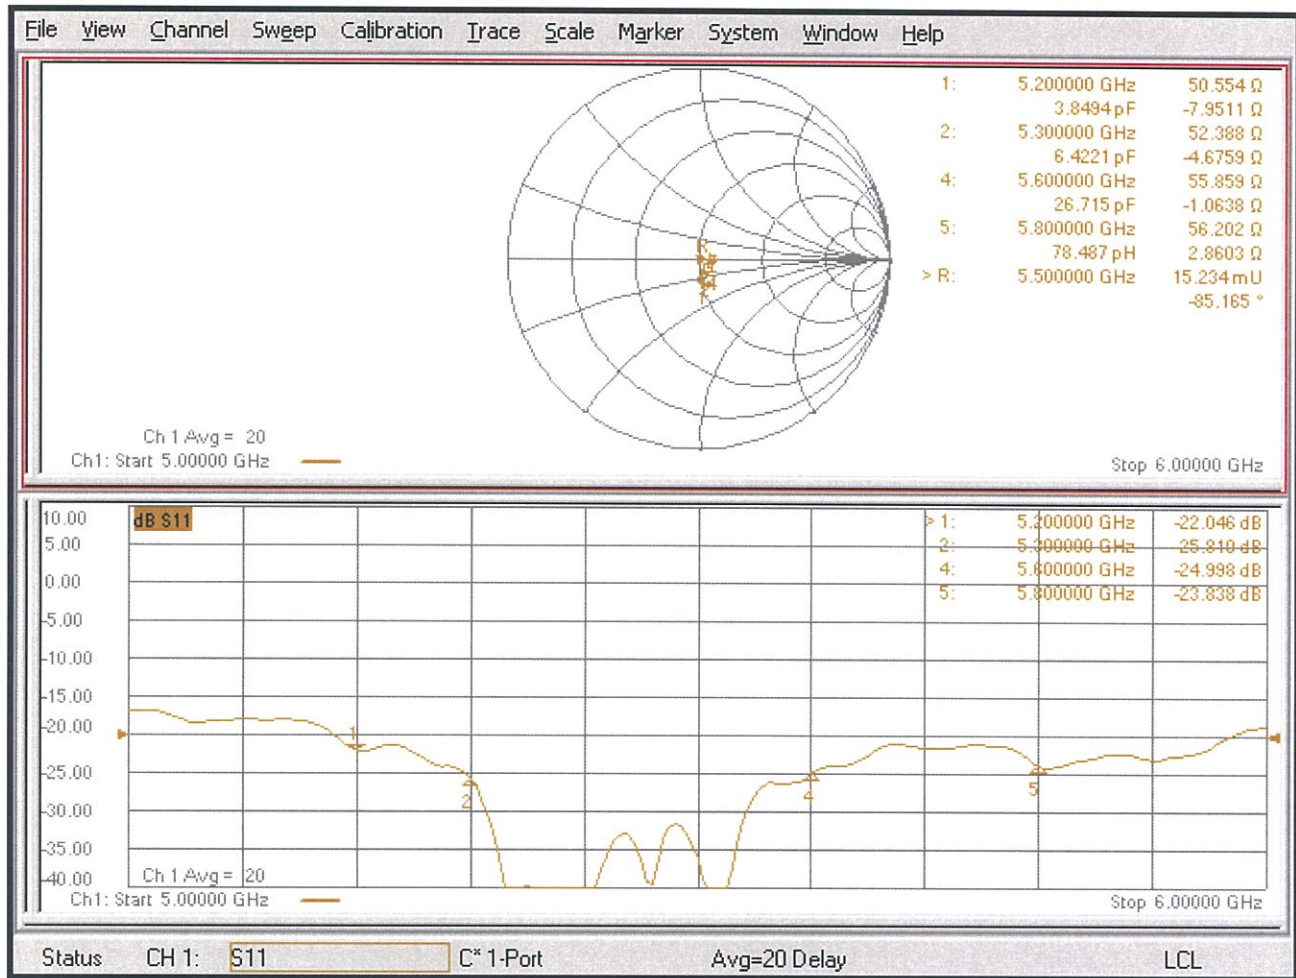 File View Channel Sweep Calibration Trace Scale Marker System Window Help
1: 5.200000 GHz 50.554 Ω
3.8494 pF -7.9511 Ω
2: 5.300000 GHz 52.388 Ω
6.4221 pF -4.6759 Ω
4: 5.600000 GHz 55.859 Ω
26.715 pF -1.0638 Ω
5: 5.800000 GHz 56.202 Ω
78.487 pH 2.8603 Ω
> R: 5.500000 GHz 15.234 mU
-85.165 °
R
Ch 1 Avg = 20
Ch1: Start 5.00000 GHz
Stop 6.00000 GHz
10.00
dB S11
> 1: 5.200000 GHz -22.046 dB
5.00
2: 5.300000 GHz -25.810 dB
4: 5.600000 GHz -24.998 dB
0.00
5: 5.800000 GHz -23.838 dB
-5.00
-10.00
-15.00
-20.00
1
-25.00
2
4
5
-30.00
-35.00
-40.00
Ch 1 Avg = 20
Ch1: Start 5.00000 GHz
Stop 6.00000 GHz
Status CH 1: S11 C* 1-Port Avg=20 Delay LCL